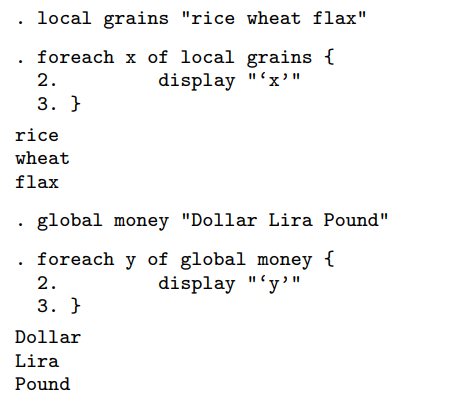 . local grains "rice wheat flax"
. foreach x of local grains {
2. display "‘x’"
3. }
rice
wheat
flax
. global money "Dollar Lira Pound"
. foreach y of global money {
2. display "‘y’"
3. }
Dollar
Lira
Pound